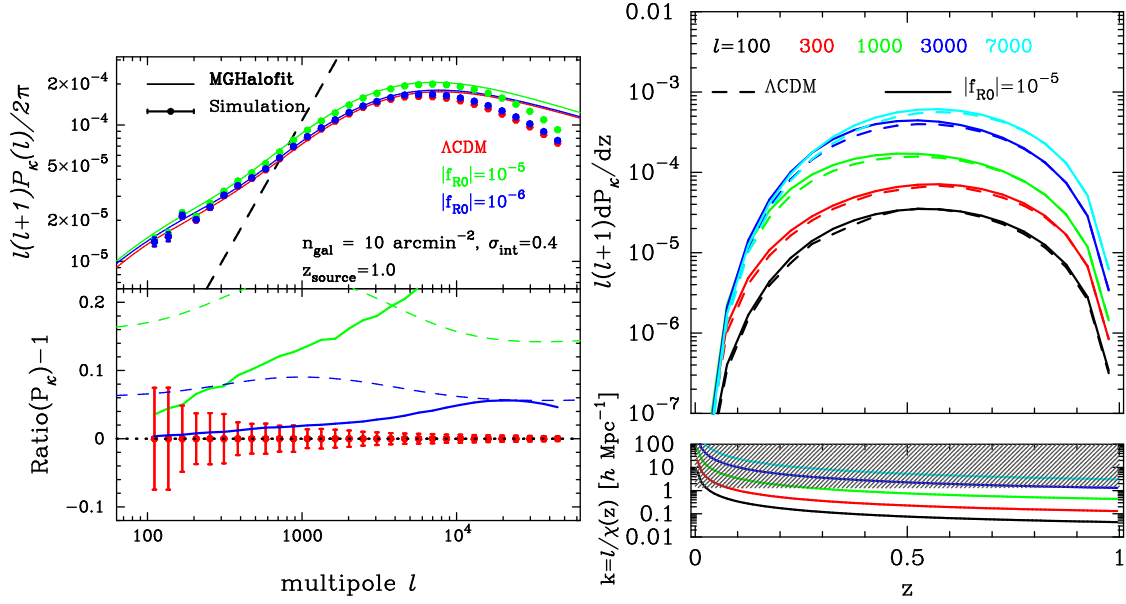 l(l+1)P_κ(l)/2π
2×10⁻⁴
10⁻⁴
5×10⁻⁵
2×10⁻⁵
10⁻⁵
MGHalofit
Simulation
ΛCDM
|f_R0|=10⁻⁵
|f_R0|=10⁻⁶
n_gal = 10 arcmin⁻², σ_int=0.4
z_source=1.0
Ratio(P_κ)−1
0.2
0.1
0
−0.1
100 1000 10⁴
multipole l
l(l+1)dP_κ/dz
0.01
10⁻³
10⁻⁴
10⁻⁵
10⁻⁶
10⁻⁷
l=100 300 1000 3000 7000
ΛCDM |f_R0|=10⁻⁵
k=l/χ(z) [h Mpc⁻¹]
100
10
1
0.1
0.01
0 0.5 1
z